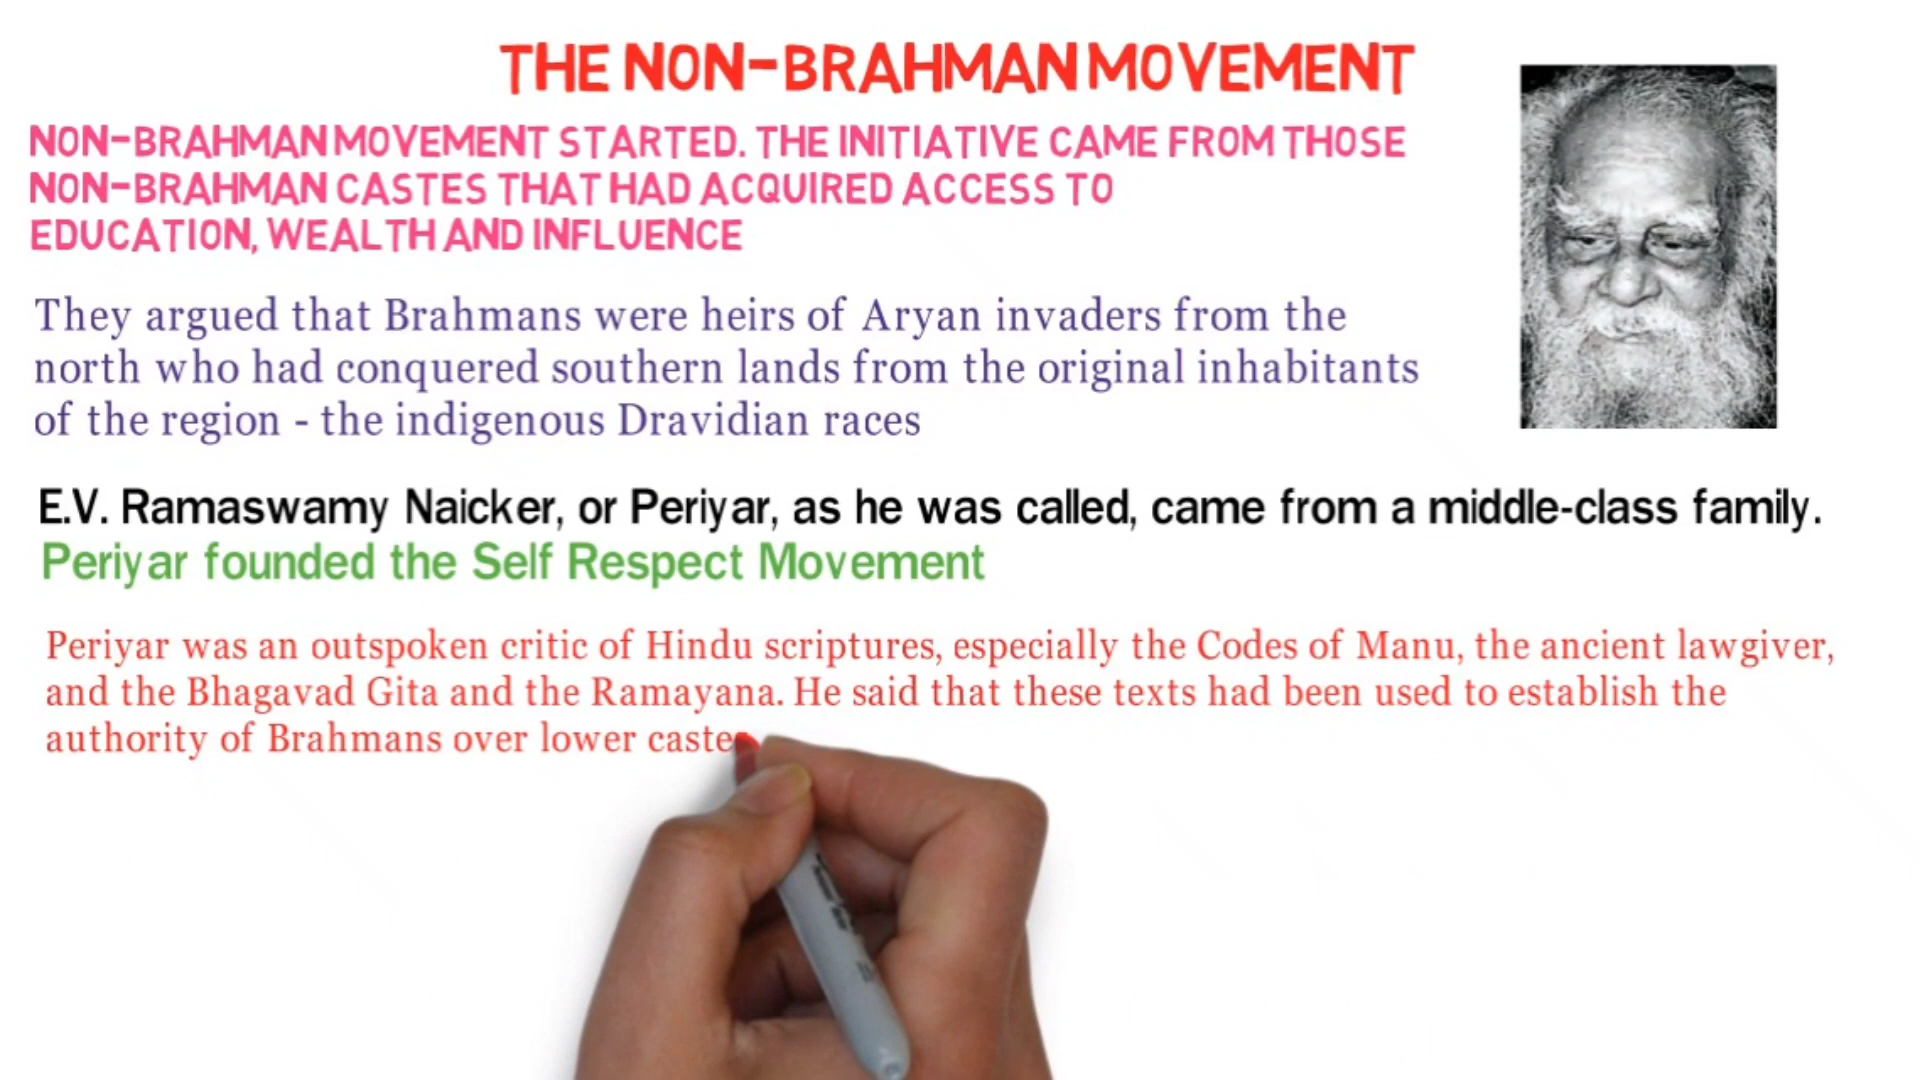 THE NON-BRAHMAN MOVEMENT
NON-BRAHMAN MOVEMENT STARTED. THE INITIATIVE CAME FROM THOSE
NON-BRAHMAN CASTES THAT HAD ACQUIRED ACCESS TO
EDUCATION, WEALTH AND INFLUENCE
They argued that Brahmans were heirs of Aryan invaders from the
north who had conquered southern lands from the original inhabitants
of the region - the indigenous Dravidian races
E.V. Ramaswamy Naicker, or Periyar, as he was called, came from a middle-class family.
Periyar founded the Self Respect Movement
Periyar was an outspoken critic of Hindu scriptures, especially the Codes of Manu, the ancient lawgiver,
and the Bhagavad Gita and the Ramayana. He said that these texts had been used to establish the
authority of Brahmans over lower castes